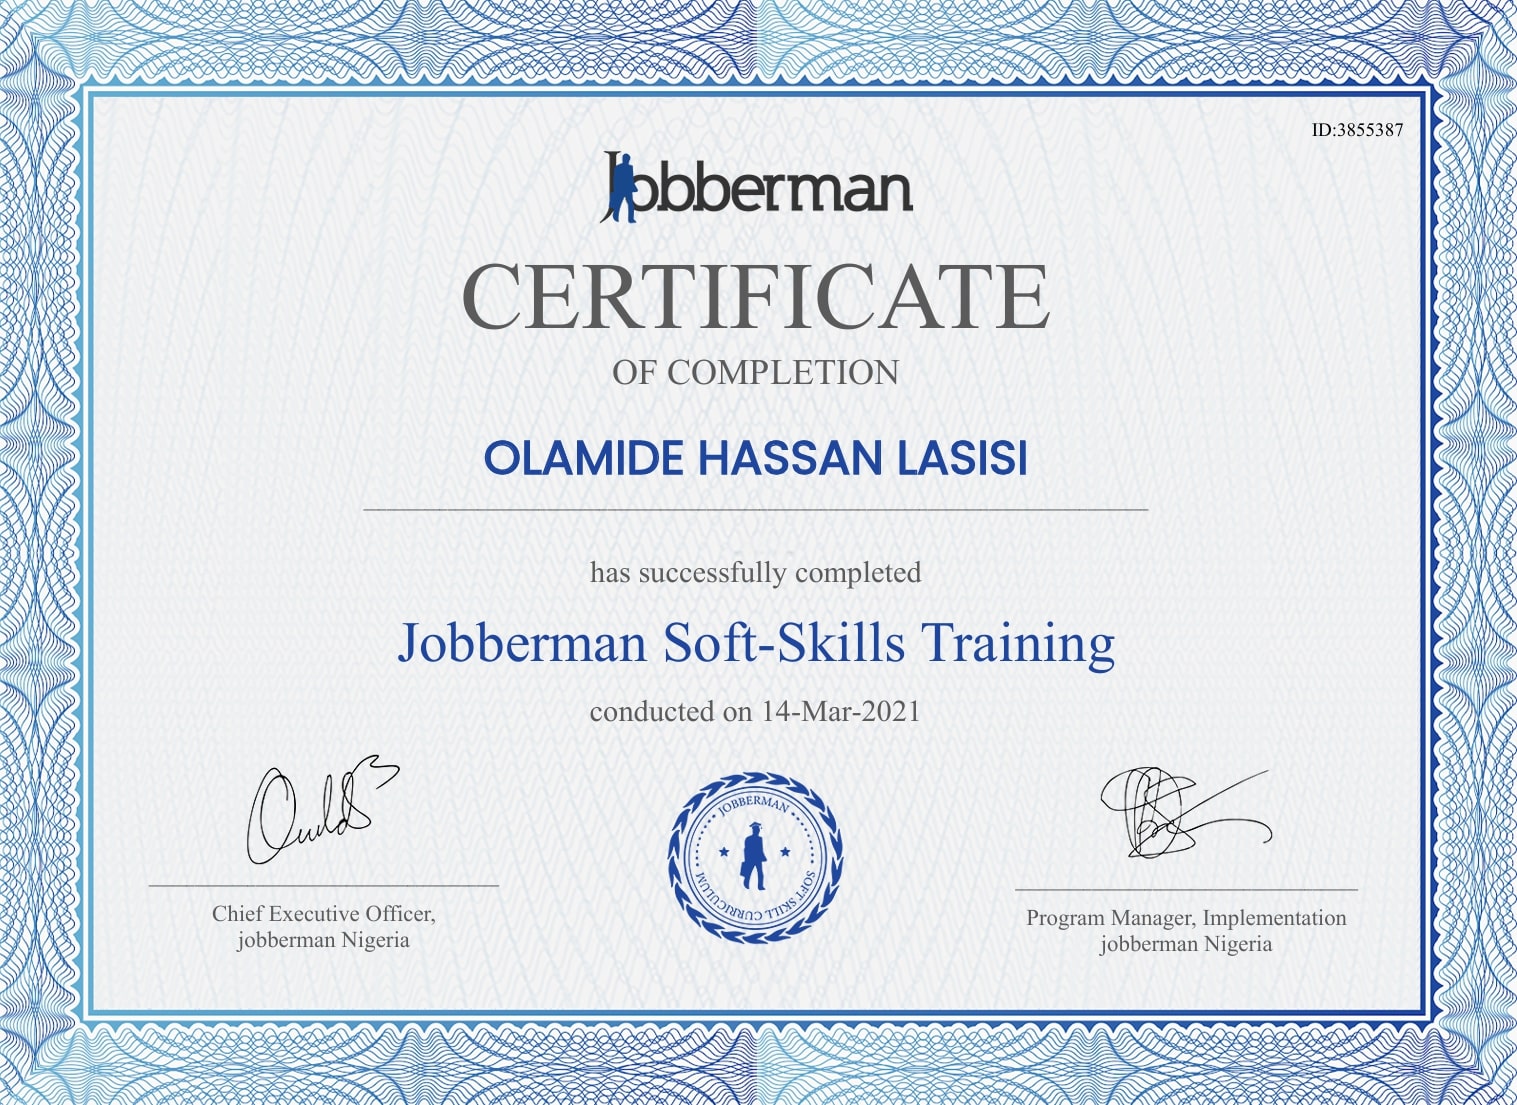 ID:3855387
Jobberman
CERTIFICATE
OF COMPLETION
OLAMIDE HASSAN LASISI
has successfully completed
Jobberman Soft-Skills Training
conducted on 14-Mar-2021
JOBBERMAN
SOFT SKILL CURRICULUM
Chief Executive Officer,
jobberman Nigeria
Program Manager, Implementation
jobberman Nigeria